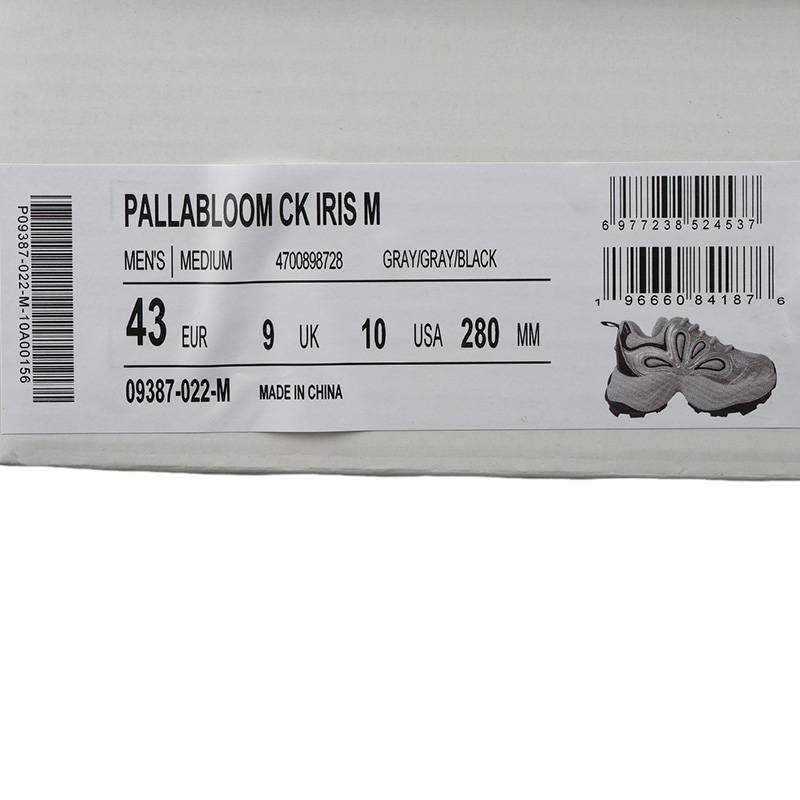 PALLABLOOM CK IRIS M
MEN'S | MEDIUM 4700898728 GRAY/GRAY/BLACK
43 EUR 9 UK 10 USA 280 MM
09387-022-M MADE IN CHINA
P09387-022-M-10A00156
6 977238 524537
1 96660 84187 6